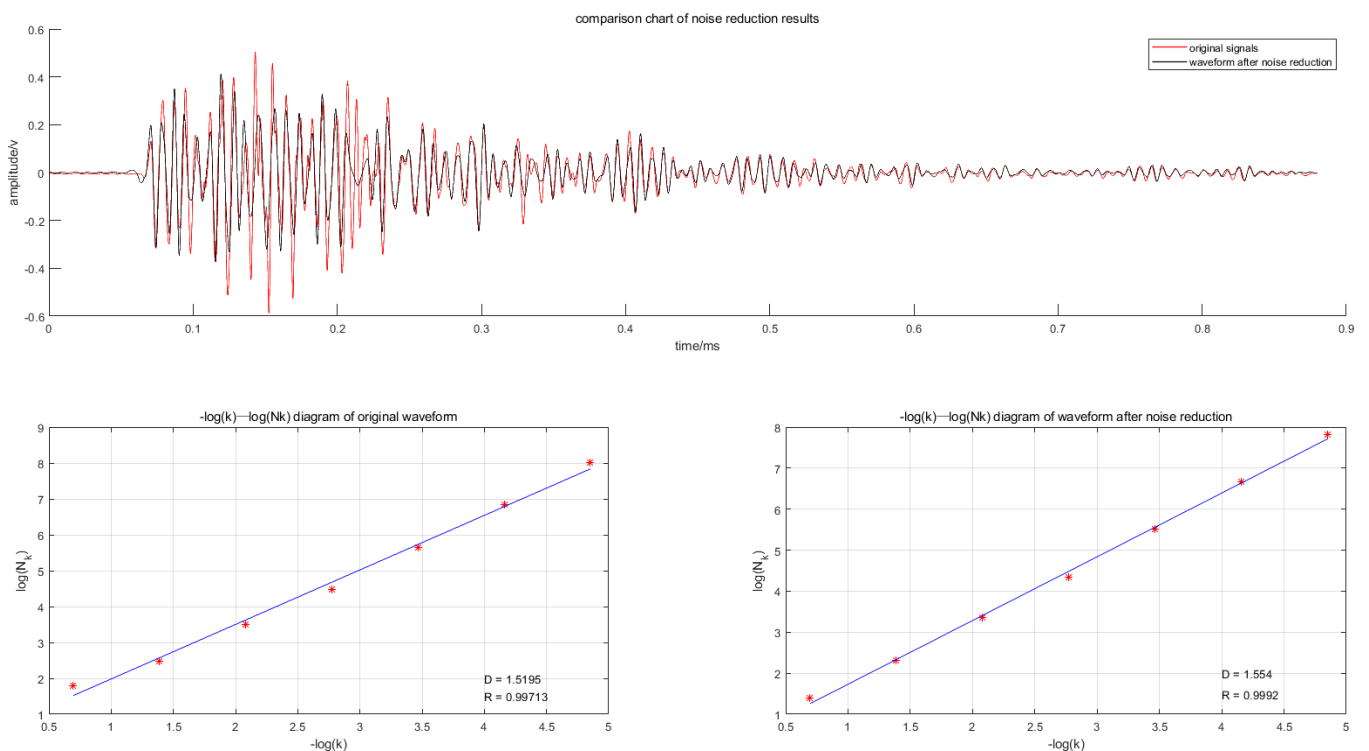 comparison chart of noise reduction results
original signals
waveform after noise reduction
0.6
0.4
0.2
0
-0.2
-0.4
-0.6
amplitude/v
0 0.1 0.2 0.3 0.4 0.5 0.6 0.7 0.8 0.9
time/ms
-log(k)—log(Nk) diagram of original waveform
9
8
7
6
5
4
3
2
1
log(N_k)
D = 1.5195
R = 0.99713
0.5 1 1.5 2 2.5 3 3.5 4 4.5 5
-log(k)
-log(k)—log(Nk) diagram of waveform after noise reduction
8
7
6
5
4
3
2
1
log(N_k)
D = 1.554
R = 0.9992
0.5 1 -1.5 -2 -2.5 -3 -3.5 -4 -4.5 5
-log(k)